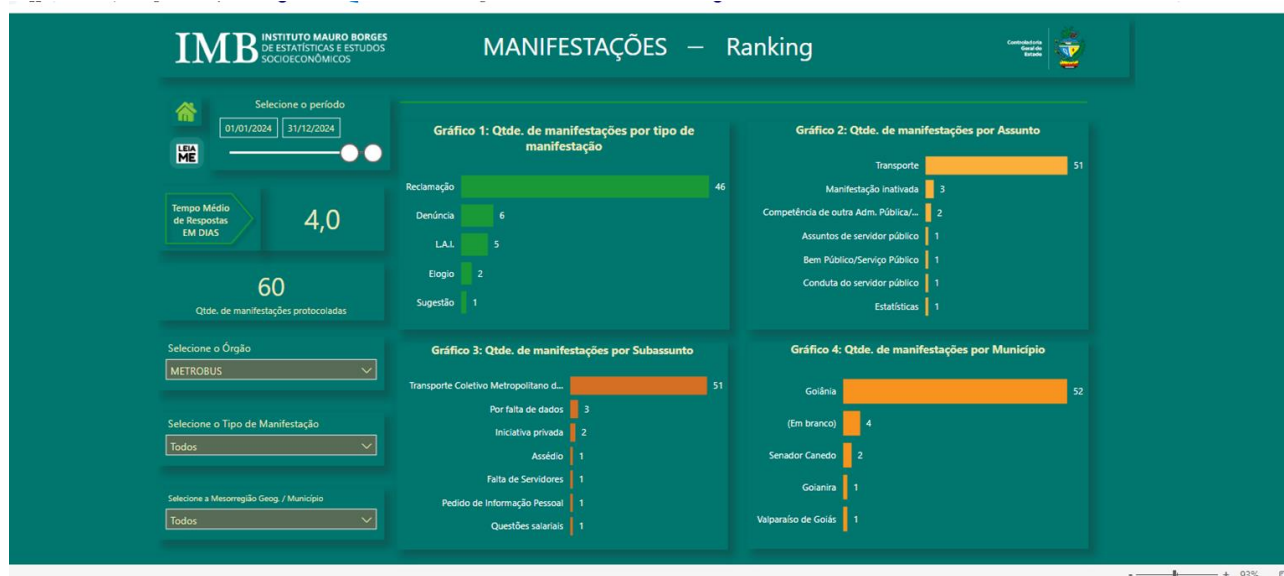 IMB
INSTITUTO MAURO BORGES
DE ESTATÍSTICAS E ESTUDOS
SOCIOECONÔMICOS
MANIFESTAÇÕES — Ranking
Controladoria
Geral do
Estado
Selecione o período
01/01/2024 31/12/2024
LEIA
ME
Tempo Médio
de Respostas
EM DIAS
4,0
60
Qtde. de manifestações protocoladas
Selecione o Órgão
METROBUS
Selecione o Tipo de Manifestação
Todos
Selecione a Mesorregião Geog. / Município
Todos
Gráfico 1: Qtde. de manifestações por tipo de
manifestação
Reclamação 46
Denúncia 6
L.A.I. 5
Elogio 2
Sugestão 1
Gráfico 2: Qtde. de manifestações por Assunto
Transporte 51
Manifestação inativada 3
Competência de outra Adm. Pública/... 2
Assuntos de servidor público 1
Bem Público/Serviço Público 1
Conduta do servidor público 1
Estatísticas 1
Gráfico 3: Qtde. de manifestações por Subassunto
Transporte Coletivo Metropolitano d... 51
Por falta de dados 3
Iniciativa privada 2
Assédio 1
Falta de Servidores 1
Pedido de Informação Pessoal 1
Questões salariais 1
Gráfico 4: Qtde. de manifestações por Município
Goiânia 52
(Em branco) 4
Senador Canedo 2
Goianira 1
Valparaíso de Goiás 1
- + 93%